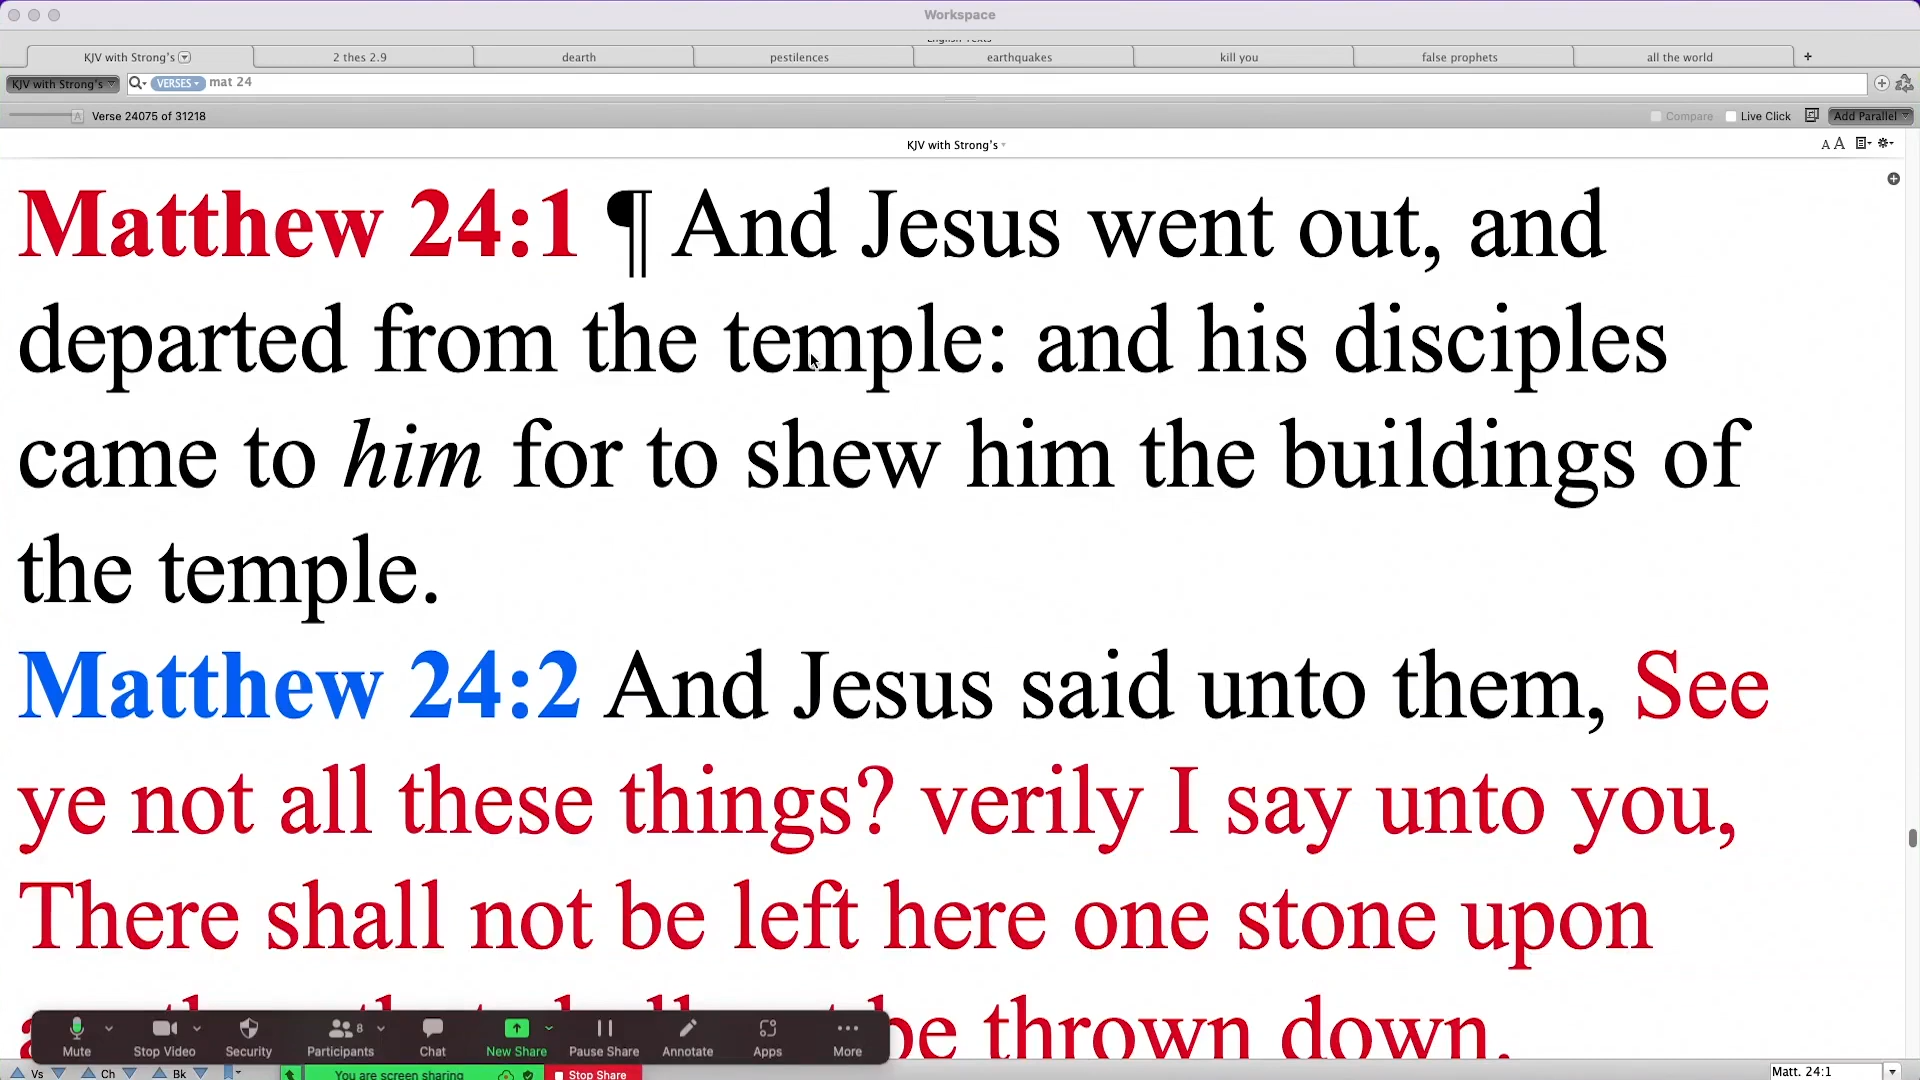 Workspace
English Texts
KJV with Strong's
2 thes 2.9
dearth
pestilences
earthquakes
kill you
false prophets
all the world
+
KJV with Strong's
VERSES
mat 24
A
Verse 24075 of 31218
Compare
Live Click
Add Parallel
KJV with Strong's
A A
Matthew 24:1 ¶ And Jesus went out, and
departed from the temple: and his disciples
came to him for to shew him the buildings of
the temple.
Matthew 24:2 And Jesus said unto them, See
ye not all these things? verily I say unto you,
There shall not be left here one stone upon
be thrown down.
Mute
Stop Video
Security
8
Participants
Chat
New Share
Pause Share
Annotate
Apps
More
Vs
Ch
Bk
You are screen sharing
Stop Share
Matt. 24:1